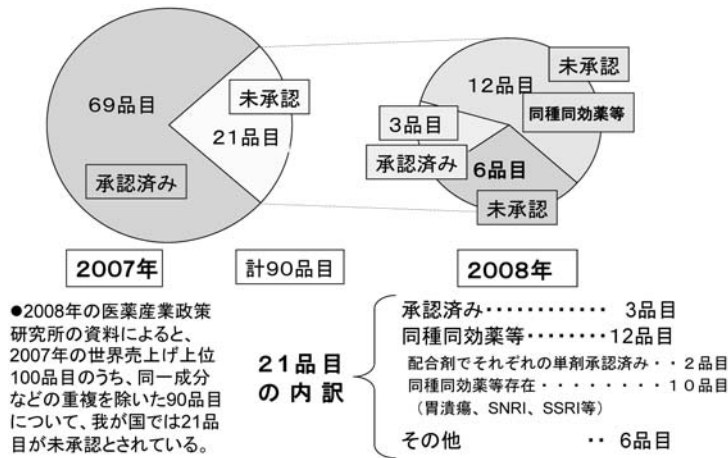 69品目
承認済み
未承認
21品目
未承認
12品目
同種同効薬等
3品目
承認済み
6品目
未承認
2007年
計90品目
2008年
●2008年の医薬産業政策
研究所の資料によると、
2007年の世界売上げ上位
100品目のうち、同一成分
などの重複を除いた90品目
について、我が国では21品
目が未承認とされている。
21品目
の内訳
承認済み・・・・・・・・・・・・ 3品目
同種同効薬等・・・・・・・・12品目
配合剤でそれぞれの単剤承認済み・・2品目
同種同効薬等存在・・・・・・・・10品目
（胃潰瘍、SNRI、SSRI等）
その他 ・・ 6品目